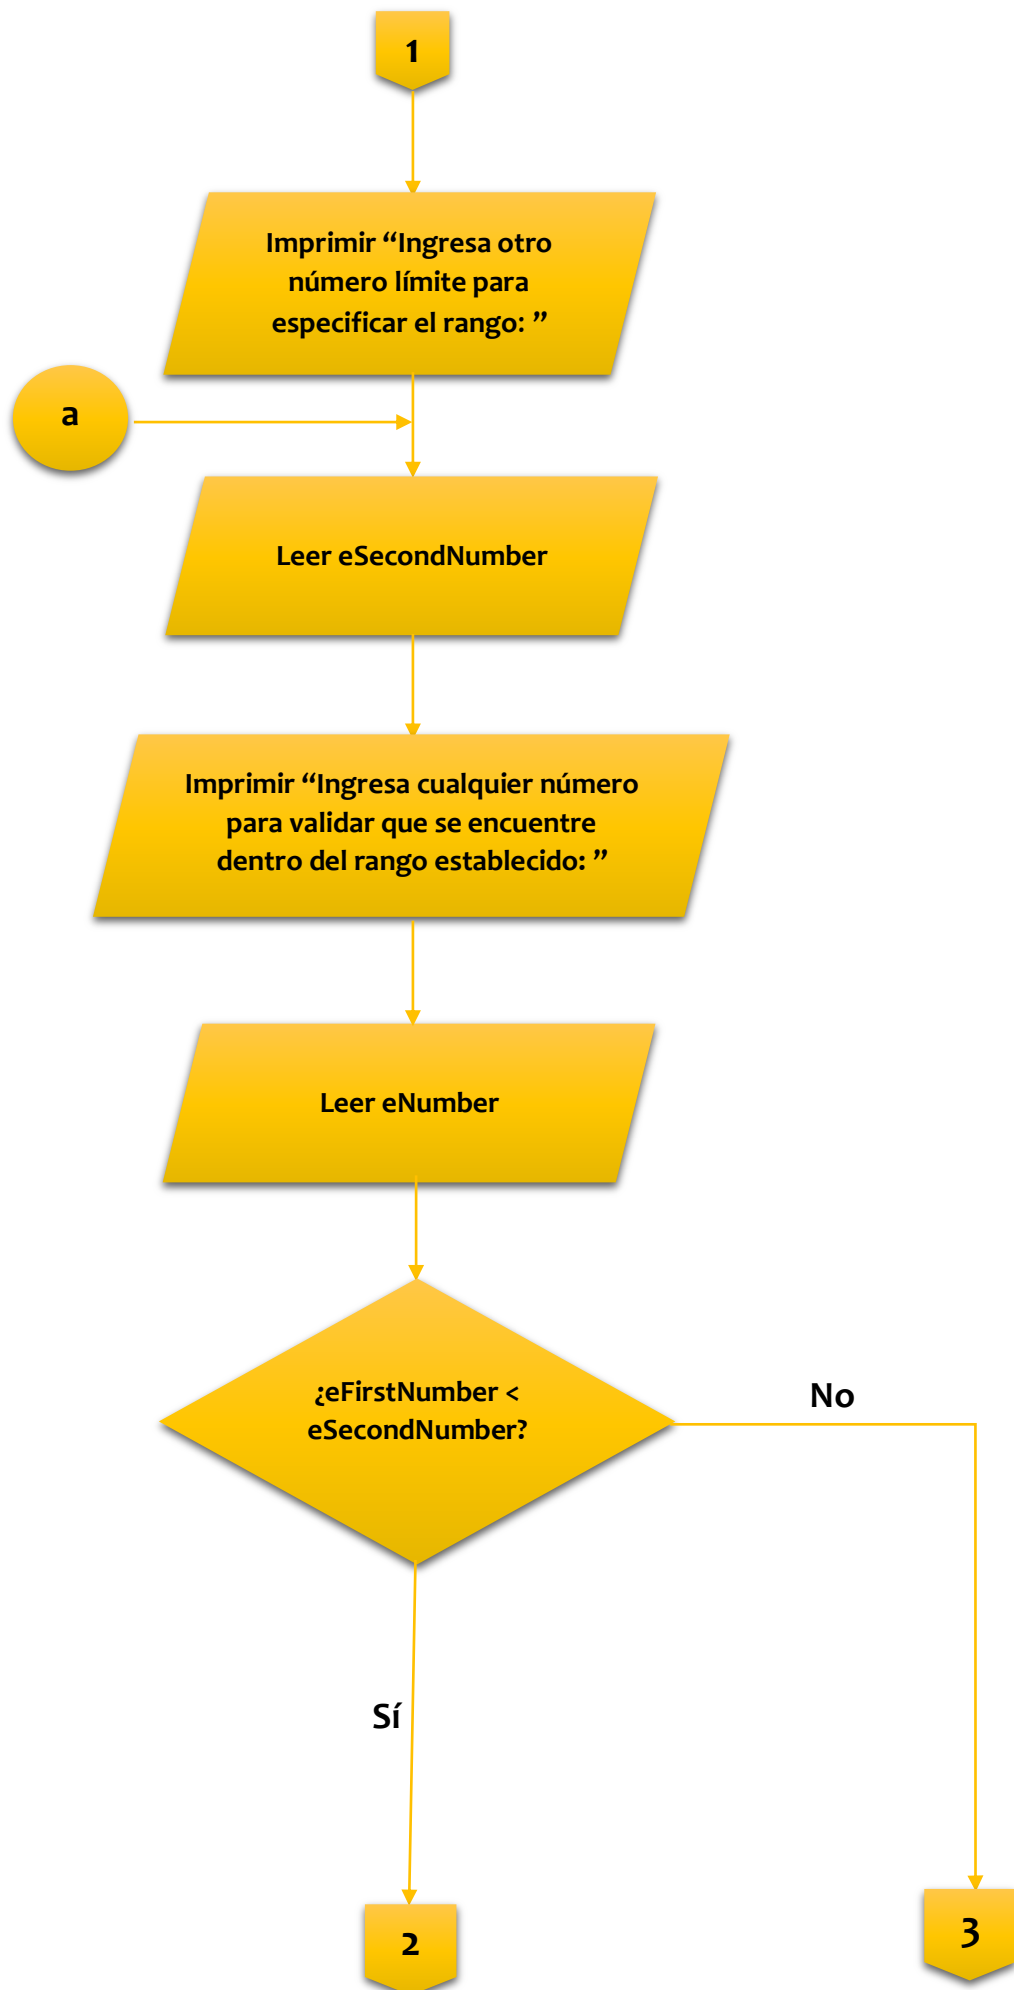 1
Imprimir “Ingresa otro
número límite para
especificar el rango: ”
a
Leer eSecondNumber
Imprimir “Ingresa cualquier número
para validar que se encuentre
dentro del rango establecido: ”
Leer eNumber
¿eFirstNumber <
eSecondNumber?
No
Sí
2
3